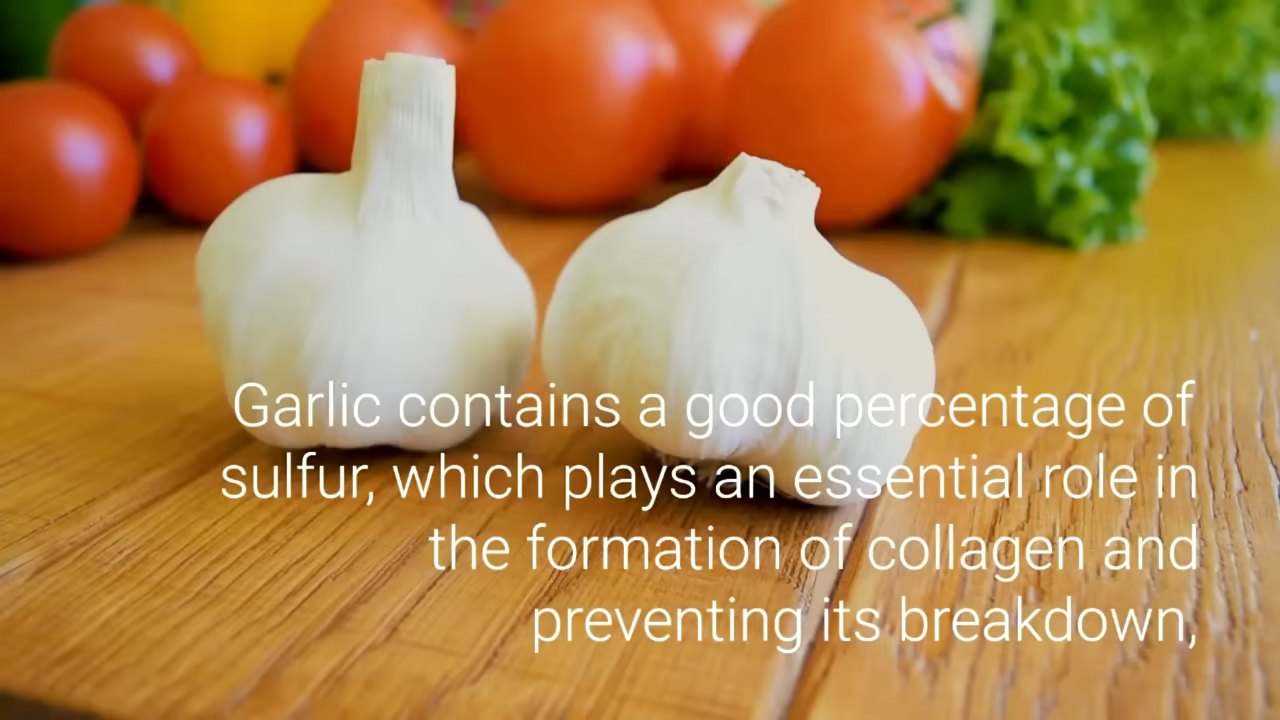 Garlic contains a good percentage of
sulfur, which plays an essential role in
the formation of collagen and
preventing its breakdown,